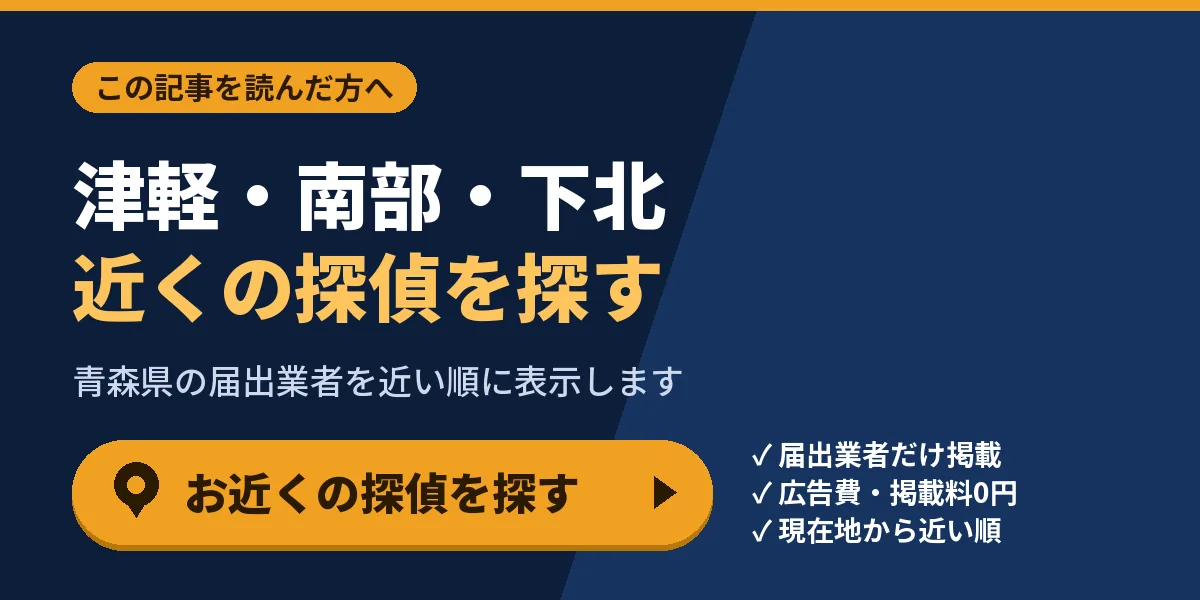 この記事を読んだ方へ
津軽・南部・下北
近くの探偵を探す
青森県の届出業者を近い順に表示します
お近くの探偵を探す
✓届出業者だけ掲載
✓広告費・掲載料0円
✓現在地から近い順